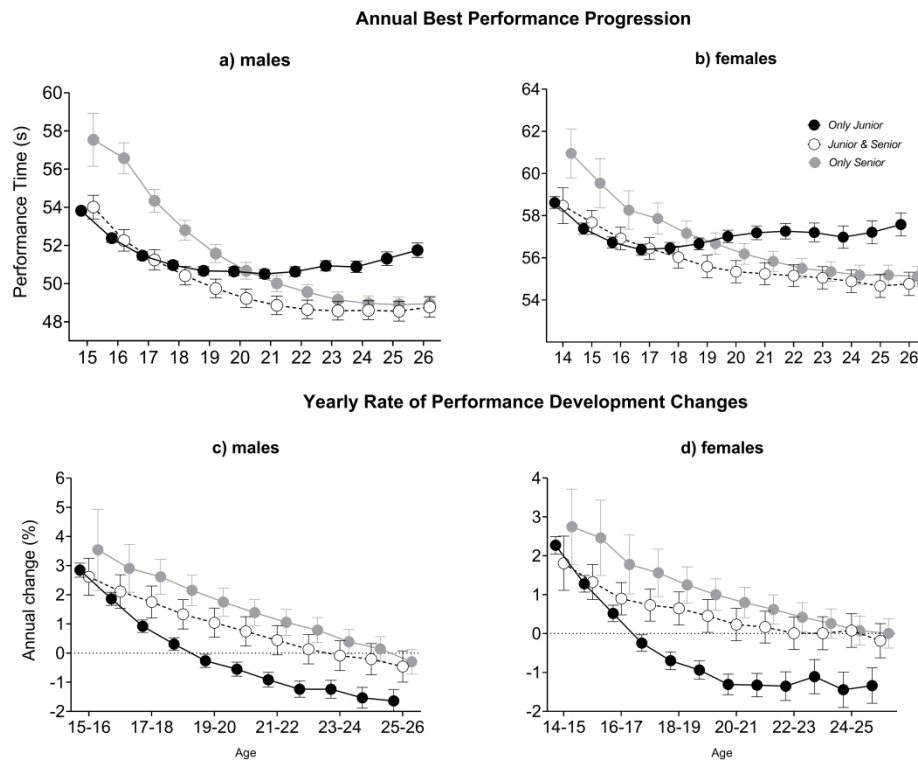 Annual Best Performance Progression
a) males
b) females
60
58
56
54
52
50
48
Performance Time (s)
15 16 17 18 19 20 21 22 23 24 25 26
64
62
60
58
56
54
14 15 16 17 18 19 20 21 22 23 24 25 26
Only Junior
Junior & Senior
Only Senior
Yearly Rate of Performance Development Changes
c) males
d) females
6
5
4
3
2
1
0
-1
-2
Annual change (%)
15-16 17-18 19-20 21-22 23-24 25-26
Age
4
3
2
1
0
-1
-2
14-15 16-17 18-19 20-21 22-23 24-25
Age